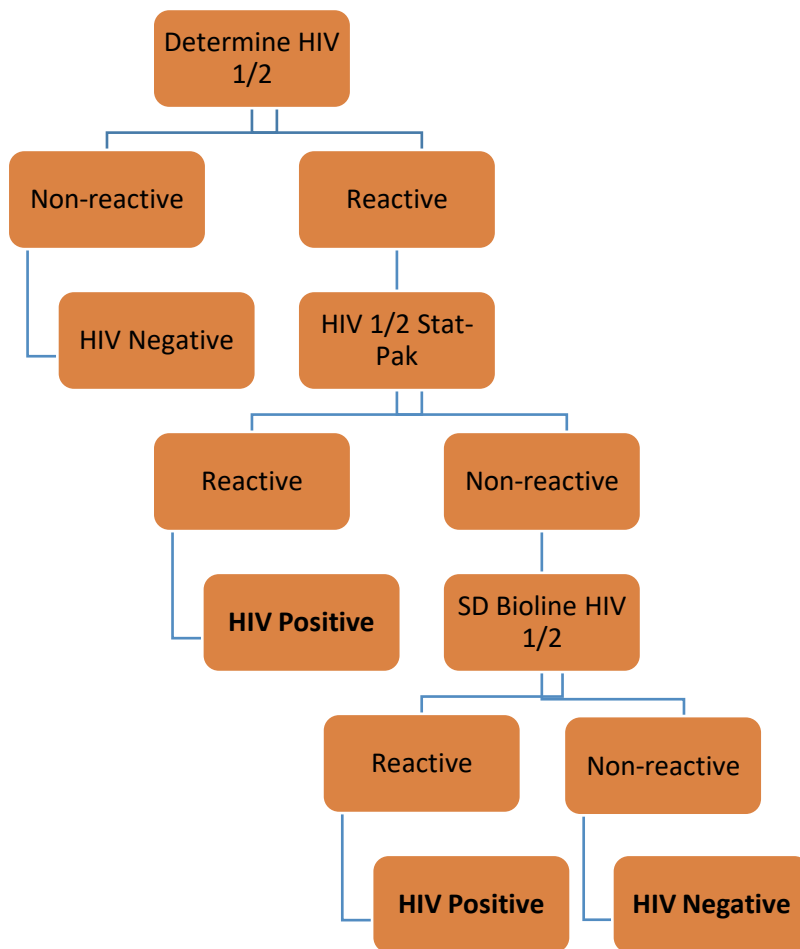 Determine HIV
1/2
Non-reactive
Reactive
HIV Negative
HIV 1/2 Stat-
Pak
Reactive
Non-reactive
HIV Positive
SD Bioline HIV
1/2
Reactive
Non-reactive
HIV Positive
HIV Negative